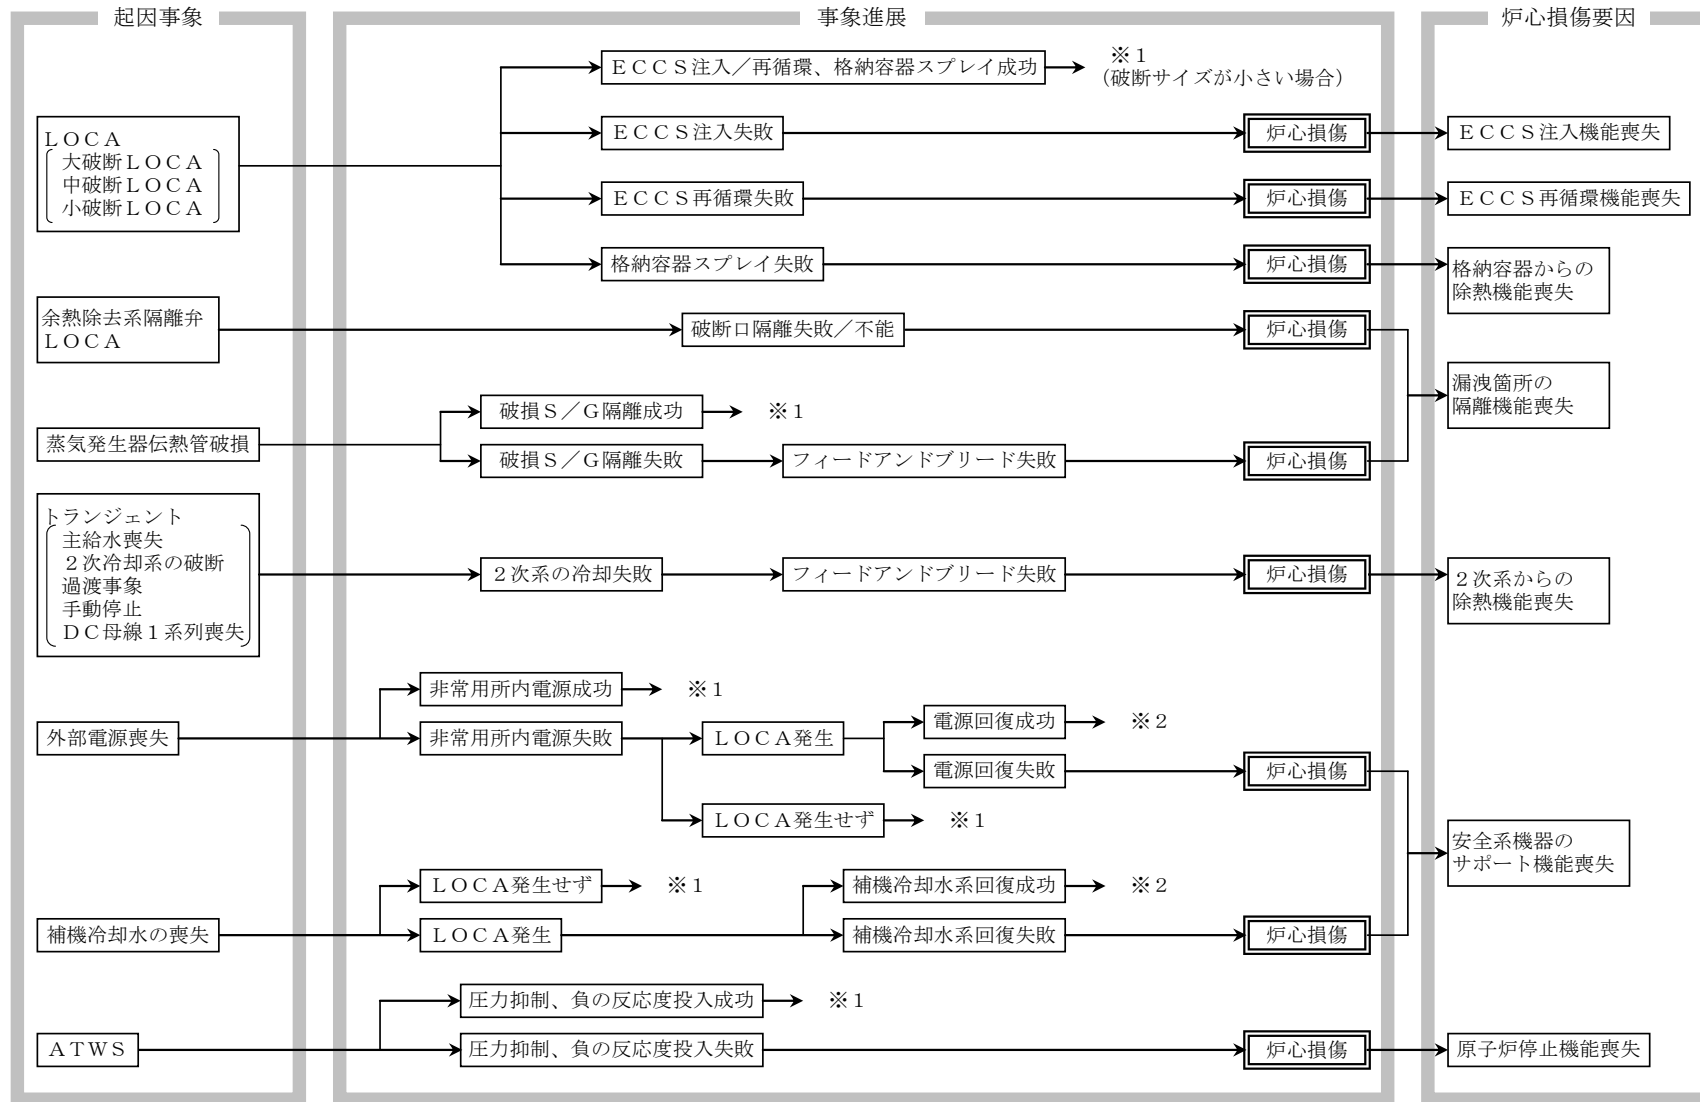 起因事象
事象進展
炉心損傷要因
ＬＯＣＡ
大破断ＬＯＣＡ
中破断ＬＯＣＡ
小破断ＬＯＣＡ
ＥＣＣＳ注入／再循環、格納容器スプレイ成功
※１
（破断サイズが小さい場合）
ＥＣＣＳ注入失敗
炉心損傷
ＥＣＣＳ注入機能喪失
ＥＣＣＳ再循環失敗
炉心損傷
ＥＣＣＳ再循環機能喪失
格納容器スプレイ失敗
炉心損傷
格納容器からの
除熱機能喪失
余熱除去系隔離弁
ＬＯＣＡ
破断口隔離失敗／不能
炉心損傷
漏洩箇所の
隔離機能喪失
蒸気発生器伝熱管破損
破損Ｓ／Ｇ隔離成功
※１
破損Ｓ／Ｇ隔離失敗
フィードアンドブリード失敗
炉心損傷
トランジェント
主給水喪失
２次冷却系の破断
過渡事象
手動停止
ＤＣ母線１系列喪失
２次系の冷却失敗
フィードアンドブリード失敗
炉心損傷
２次系からの
除熱機能喪失
外部電源喪失
非常用所内電源成功
※１
非常用所内電源失敗
ＬＯＣＡ発生
電源回復成功
※２
電源回復失敗
炉心損傷
ＬＯＣＡ発生せず
※１
安全系機器の
サポート機能喪失
補機冷却水の喪失
ＬＯＣＡ発生せず
※１
ＬＯＣＡ発生
補機冷却水系回復成功
※２
補機冷却水系回復失敗
炉心損傷
ＡＴＷＳ
圧力抑制、負の反応度投入成功
※１
圧力抑制、負の反応度投入失敗
炉心損傷
原子炉停止機能喪失